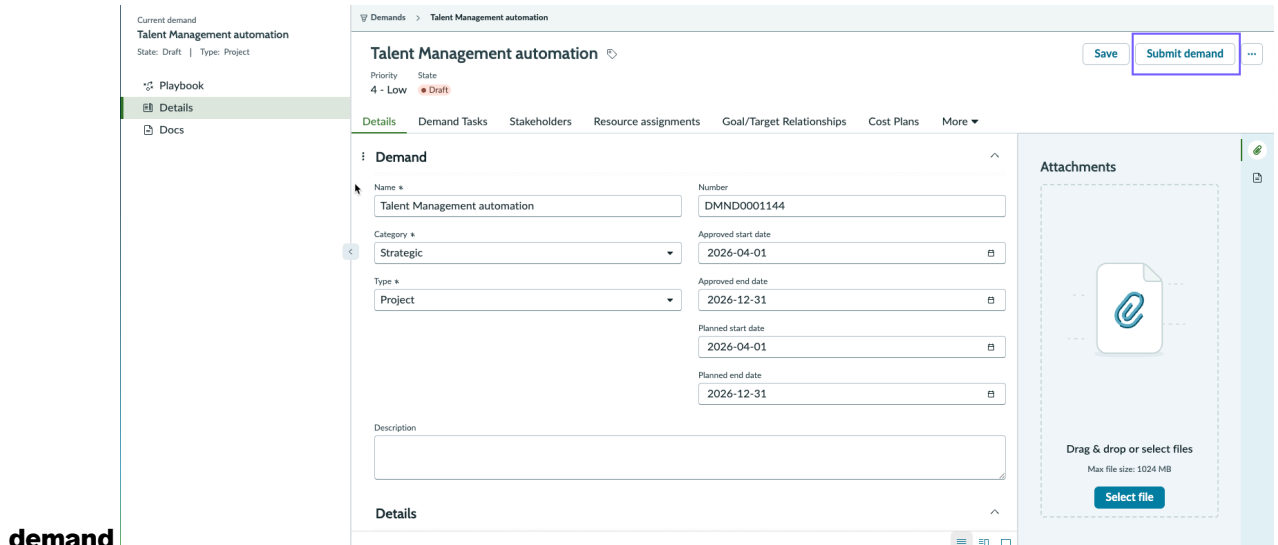 Current demand
Talent Management automation
State: Draft | Type: Project
Playbook
Details
Docs
Demands > Talent Management automation
Talent Management automation
Save
Submit demand
Priority
State
4 - Low
Draft
Details
Demand Tasks
Stakeholders
Resource assignments
Goal/Target Relationships
Cost Plans
More
Demand
Name *
Talent Management automation
Number
DMND0001144
Category *
Strategic
Approved start date
2026-04-01
Type *
Project
Approved end date
2026-12-31
Planned start date
2026-04-01
Planned end date
2026-12-31
Description
Details
Attachments
Drag & drop or select files
Max file size: 1024 MB
Select file
demand